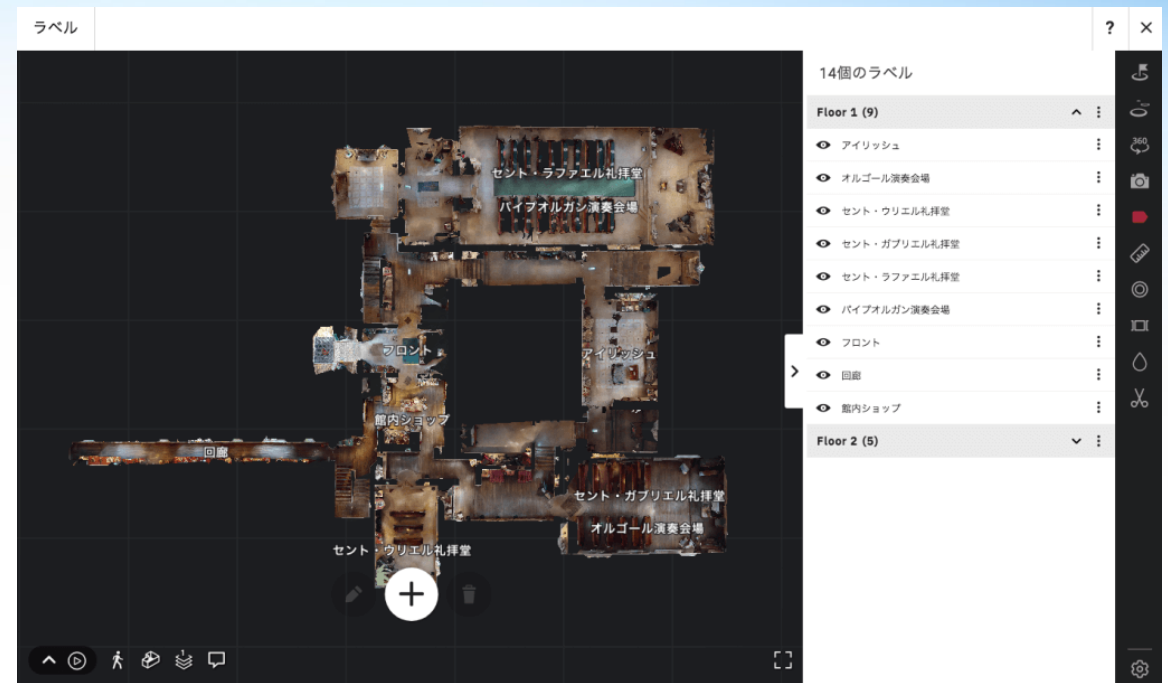 ラベル
?
14個のラベル
Floor 1 (9)
アイリッシュ
オルゴール演奏会場
セント・ウリエル礼拝堂
セント・ガブリエル礼拝堂
セント・ラファエル礼拝堂
パイプオルガン演奏会場
フロント
回廊
館内ショップ
Floor 2 (5)
セント・ラファエル礼拝堂
パイプオルガン演奏会場
フロント
アイリッシュ
館内ショップ
回廊
セント・ガブリエル礼拝堂
オルゴール演奏会場
セント・ウリエル礼拝堂
360
1